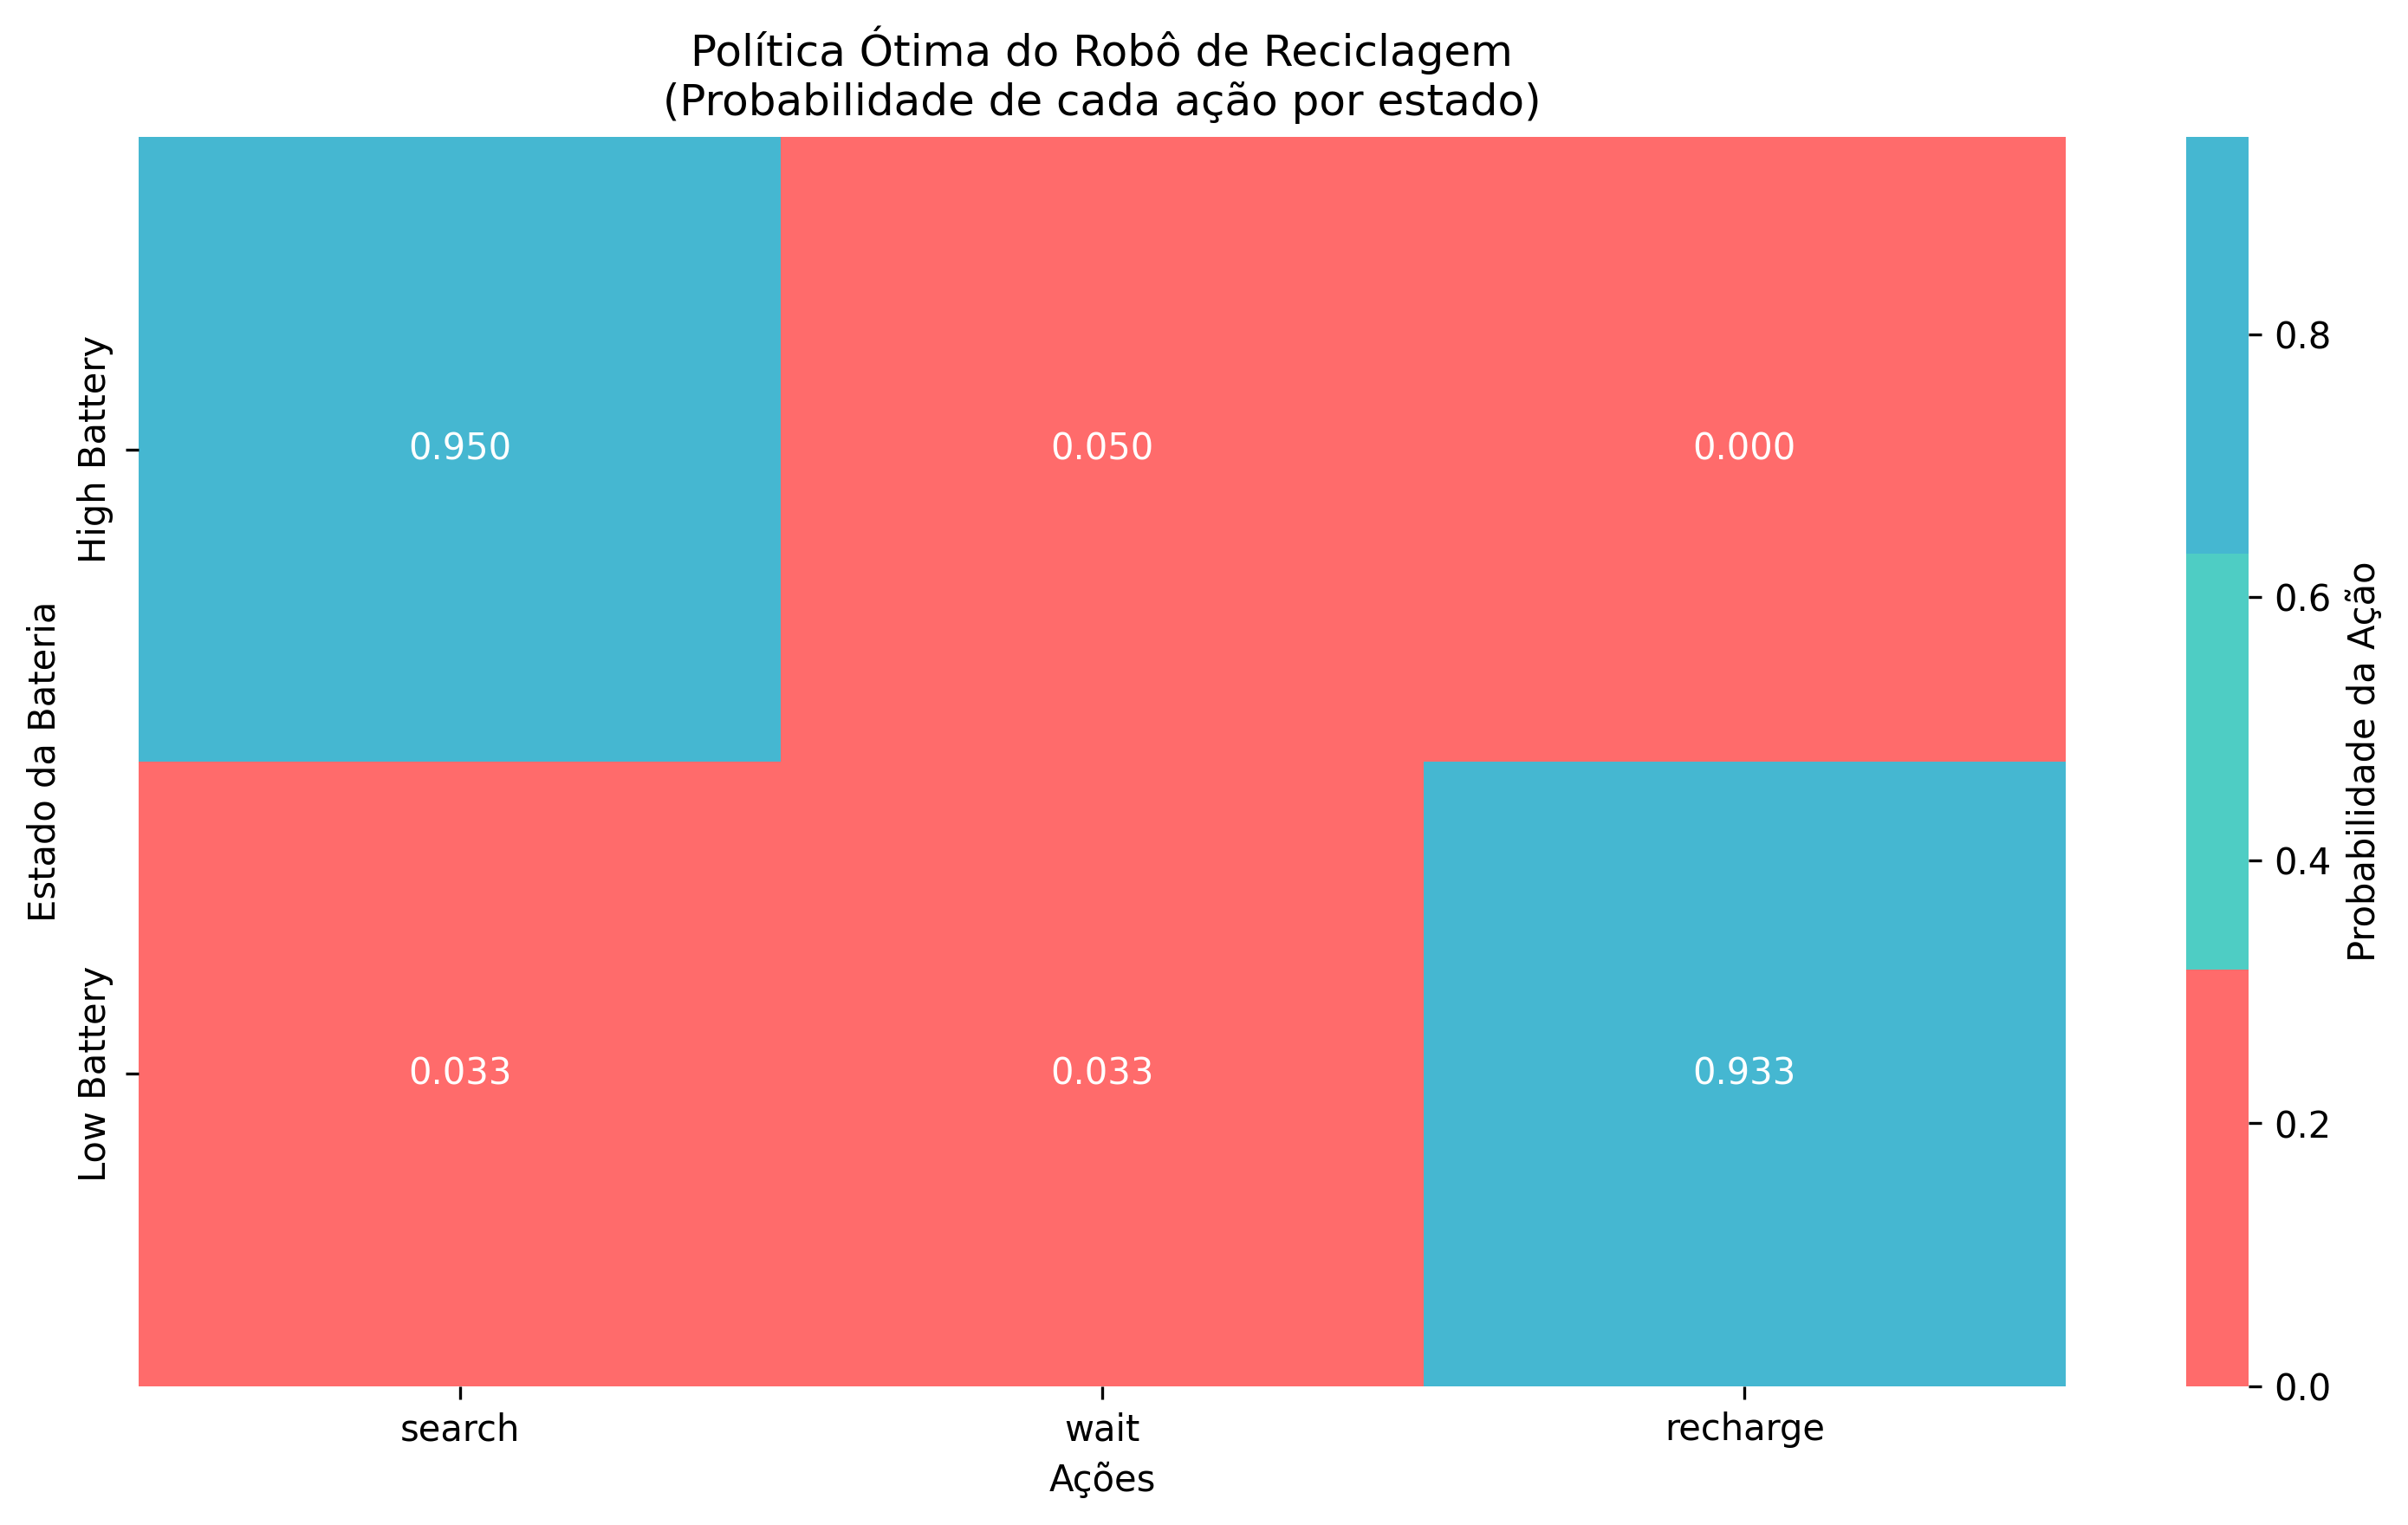 Política Ótima do Robô de Reciclagem
(Probabilidade de cada ação por estado)
Estado da Bateria
High Battery
0.950
0.050
0.000
Low Battery
0.033
0.033
0.933
search
wait
recharge
Ações
0.8
0.6
0.4
0.2
0.0
Probabilidade da Ação